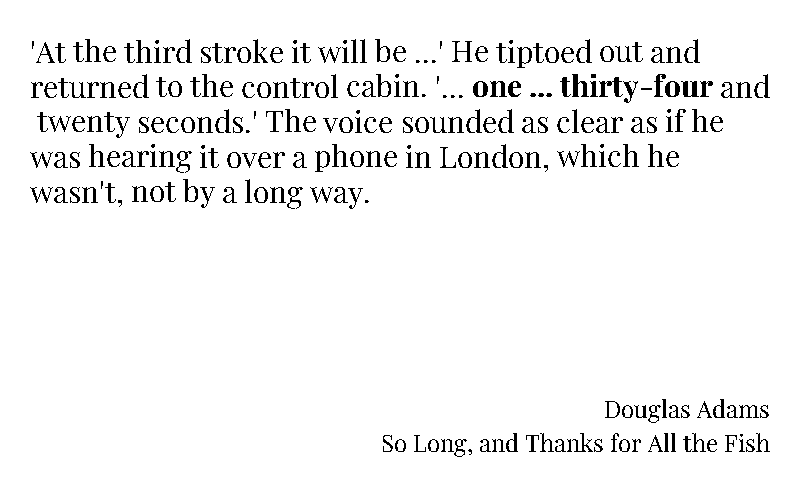 'At the third stroke it will be ...' He tiptoed out and
returned to the control cabin. '... one ... thirty-four and
twenty seconds.' The voice sounded as clear as if he
was hearing it over a phone in London, which he
wasn't, not by a long way.
Douglas Adams
So Long, and Thanks for All the Fish